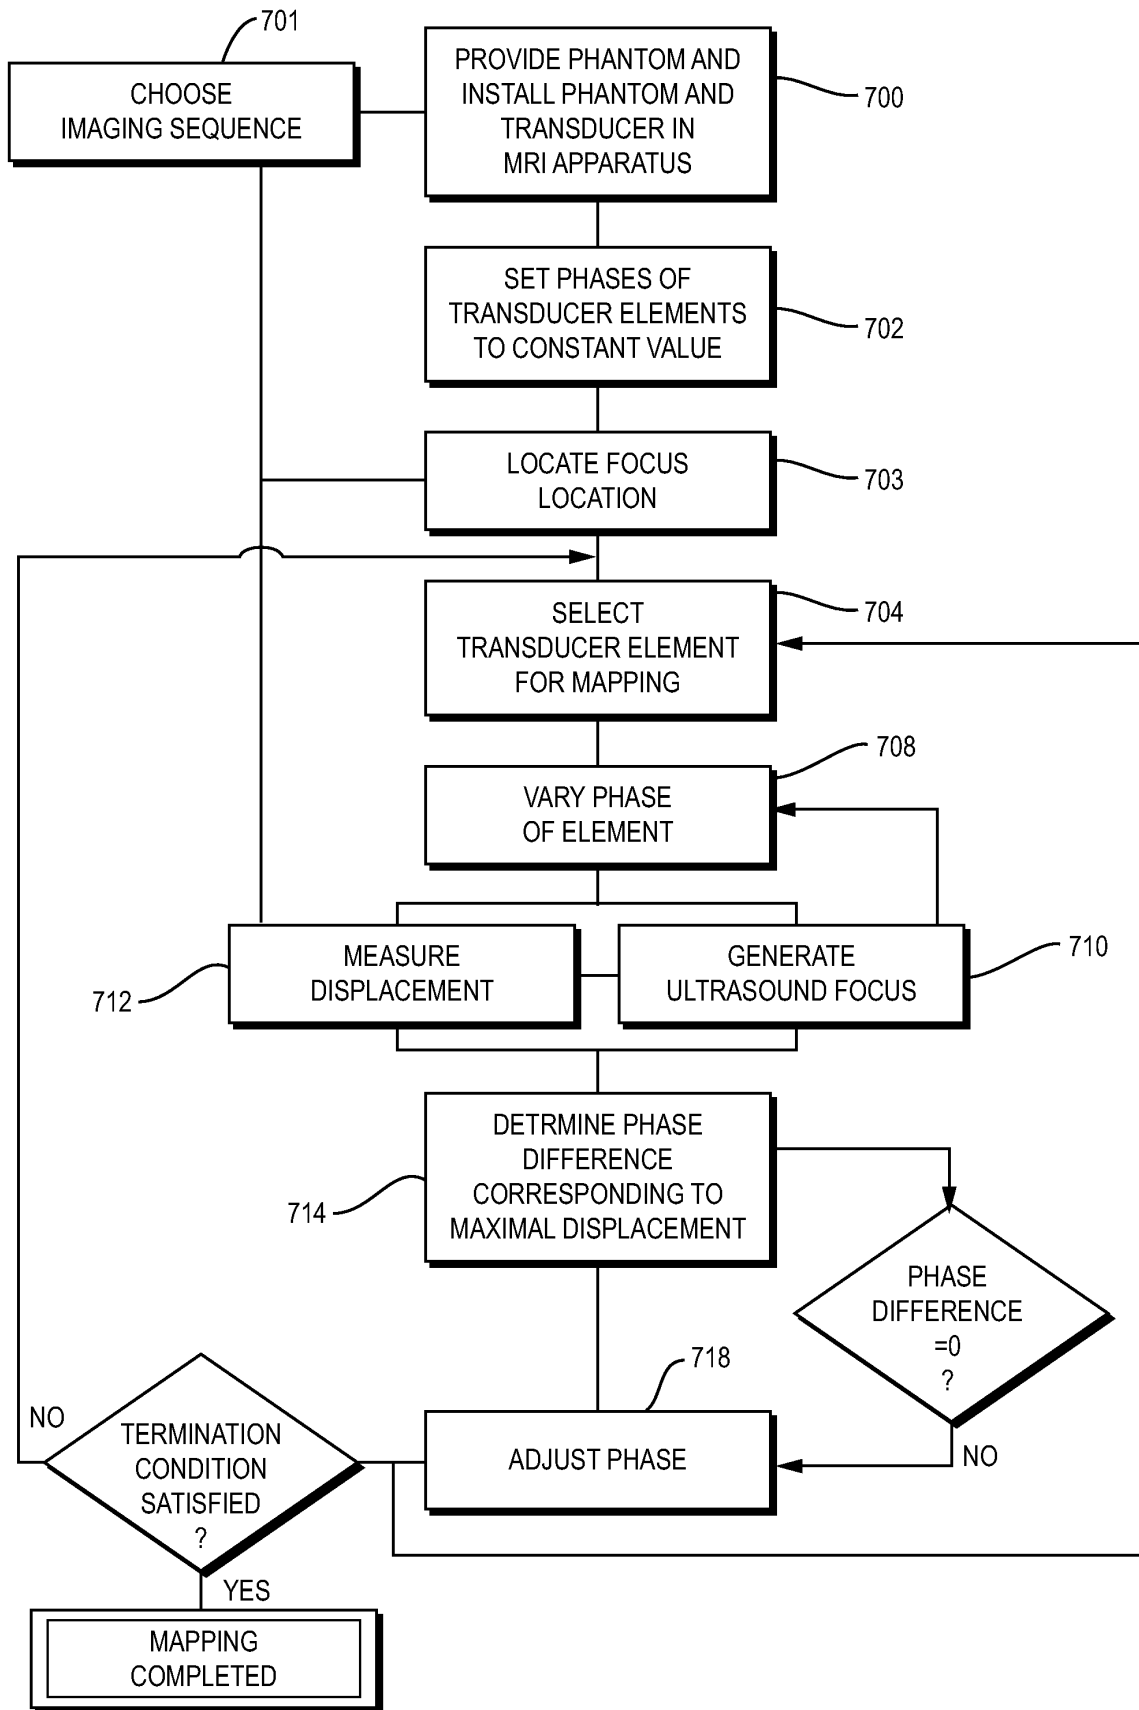 701
CHOOSE
IMAGING SEQUENCE
PROVIDE PHANTOM AND
INSTALL PHANTOM AND
TRANSDUCER IN
MRI APPARATUS
700
SET PHASES OF
TRANSDUCER ELEMENTS
TO CONSTANT VALUE
702
LOCATE FOCUS
LOCATION
703
SELECT
TRANSDUCER ELEMENT
FOR MAPPING
704
VARY PHASE
OF ELEMENT
708
MEASURE
DISPLACEMENT
712
GENERATE
ULTRASOUND FOCUS
710
DETRMINE PHASE
DIFFERENCE
CORRESPONDING TO
MAXIMAL DISPLACEMENT
714
PHASE
DIFFERENCE
=0
?
NO
718
ADJUST PHASE
NO
TERMINATION
CONDITION
SATISFIED
?
YES
MAPPING
COMPLETED